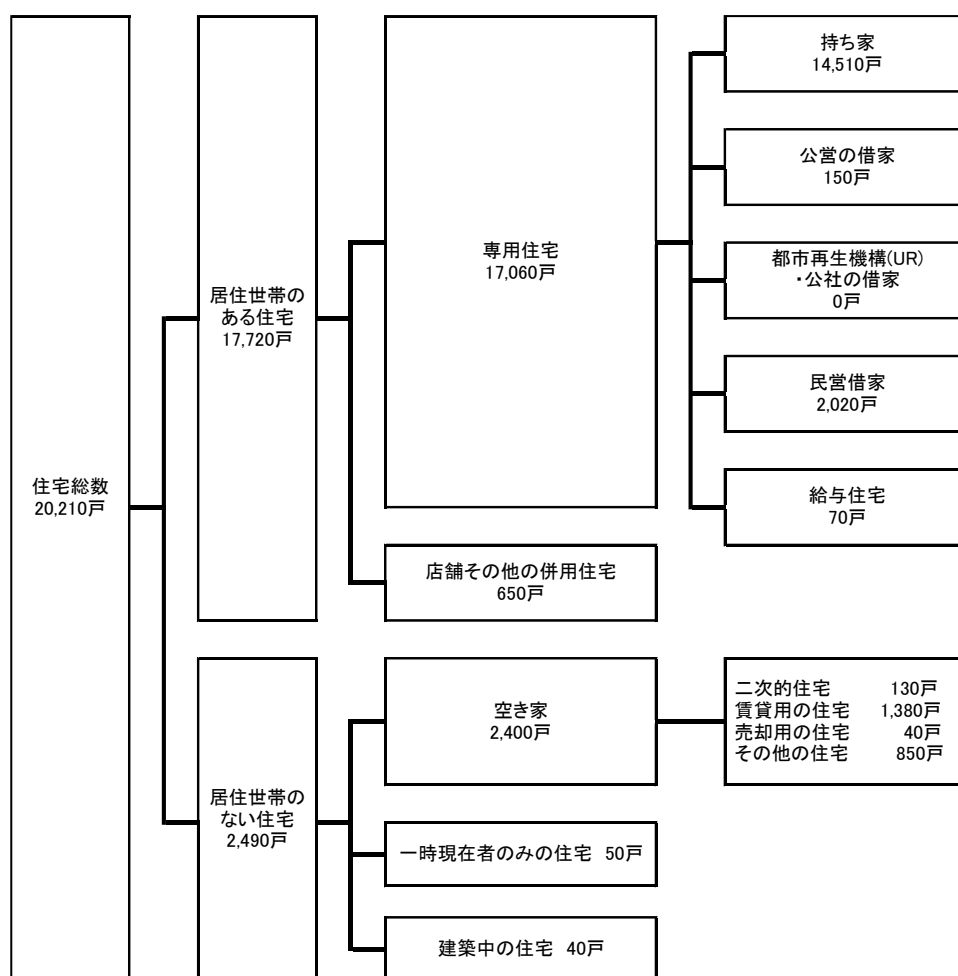 住宅総数
20,210戸
居住世帯の
ある住宅
17,720戸
専用住宅
17,060戸
持ち家
14,510戸
公営の借家
150戸
都市再生機構(UR)
・公社の借家
0戸
民営借家
2,020戸
給与住宅
70戸
店舗その他の併用住宅
650戸
居住世帯の
ない住宅
2,490戸
空き家
2,400戸
二次的住宅 130戸
賃貸用の住宅 1,380戸
売却用の住宅 40戸
その他の住宅 850戸
一時現在者のみの住宅 50戸
建築中の住宅 40戸